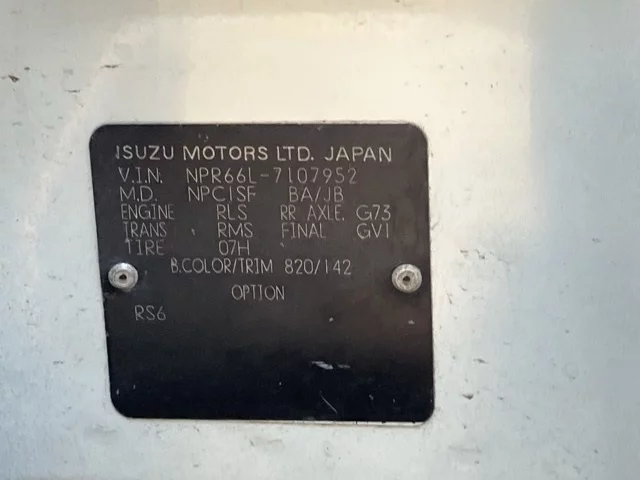 ISUZU MOTORS LTD. JAPAN
V.I.N. NPR66L-7107952
M.D. NPC1SF BA/JB
ENGINE RLS RR AXLE. G73
TRANS RMS FINAL GV1
TIRE 07H
B.COLOR/TRIM 820/142
OPTION
RS6